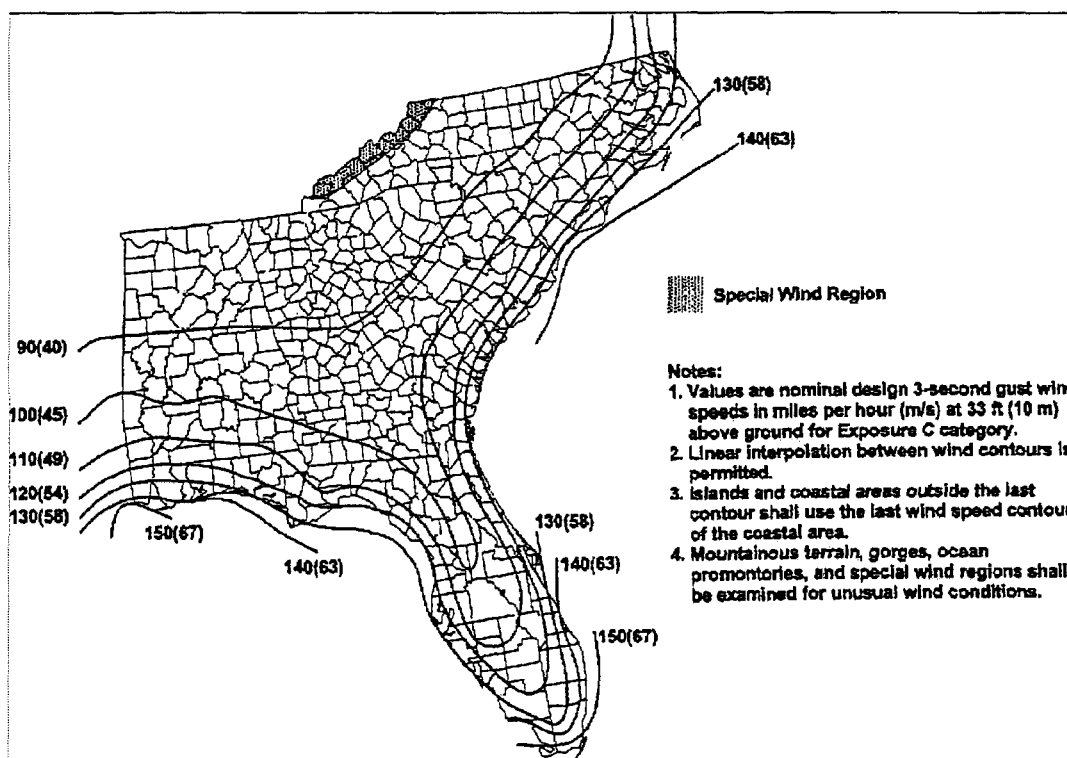 130(58)
140(63)
Special Wind Region
90(40)
100(45)
110(49)
120(54)
130(58)
150(67)
140(63)
130(58)
140(63)
150(67)
Notes:
1. Values are nominal design 3-second gust win
speeds in miles per hour (m/s) at 33 ft (10 m)
above ground for Exposure C category.
2. Linear interpolation between wind contours is
permitted.
3. Islands and coastal areas outside the last
contour shall use the last wind speed contou
of the coastal area.
4. Mountainous terrain, gorges, ocean
promontories, and special wind regions shall
be examined for unusual wind conditions.